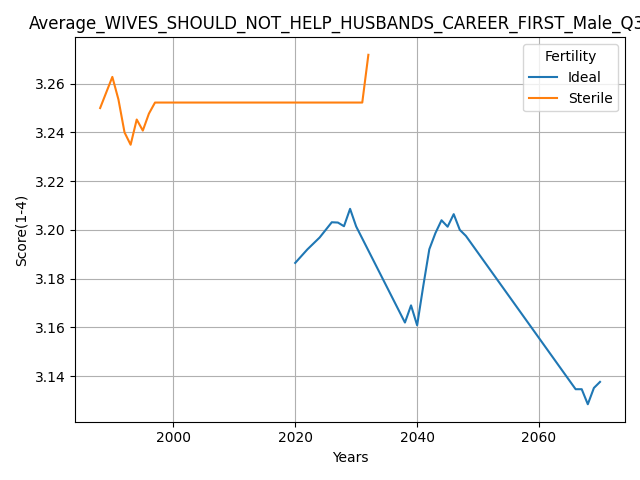 Average_WIVES_SHOULD_NOT_HELP_HUSBANDS_CAREER_FIRST_Male_Q3
Fertility
Ideal
Sterile
3.26
3.24
3.22
3.20
3.18
3.16
3.14
Score(1-4)
2000 2020 2040 2060
Years